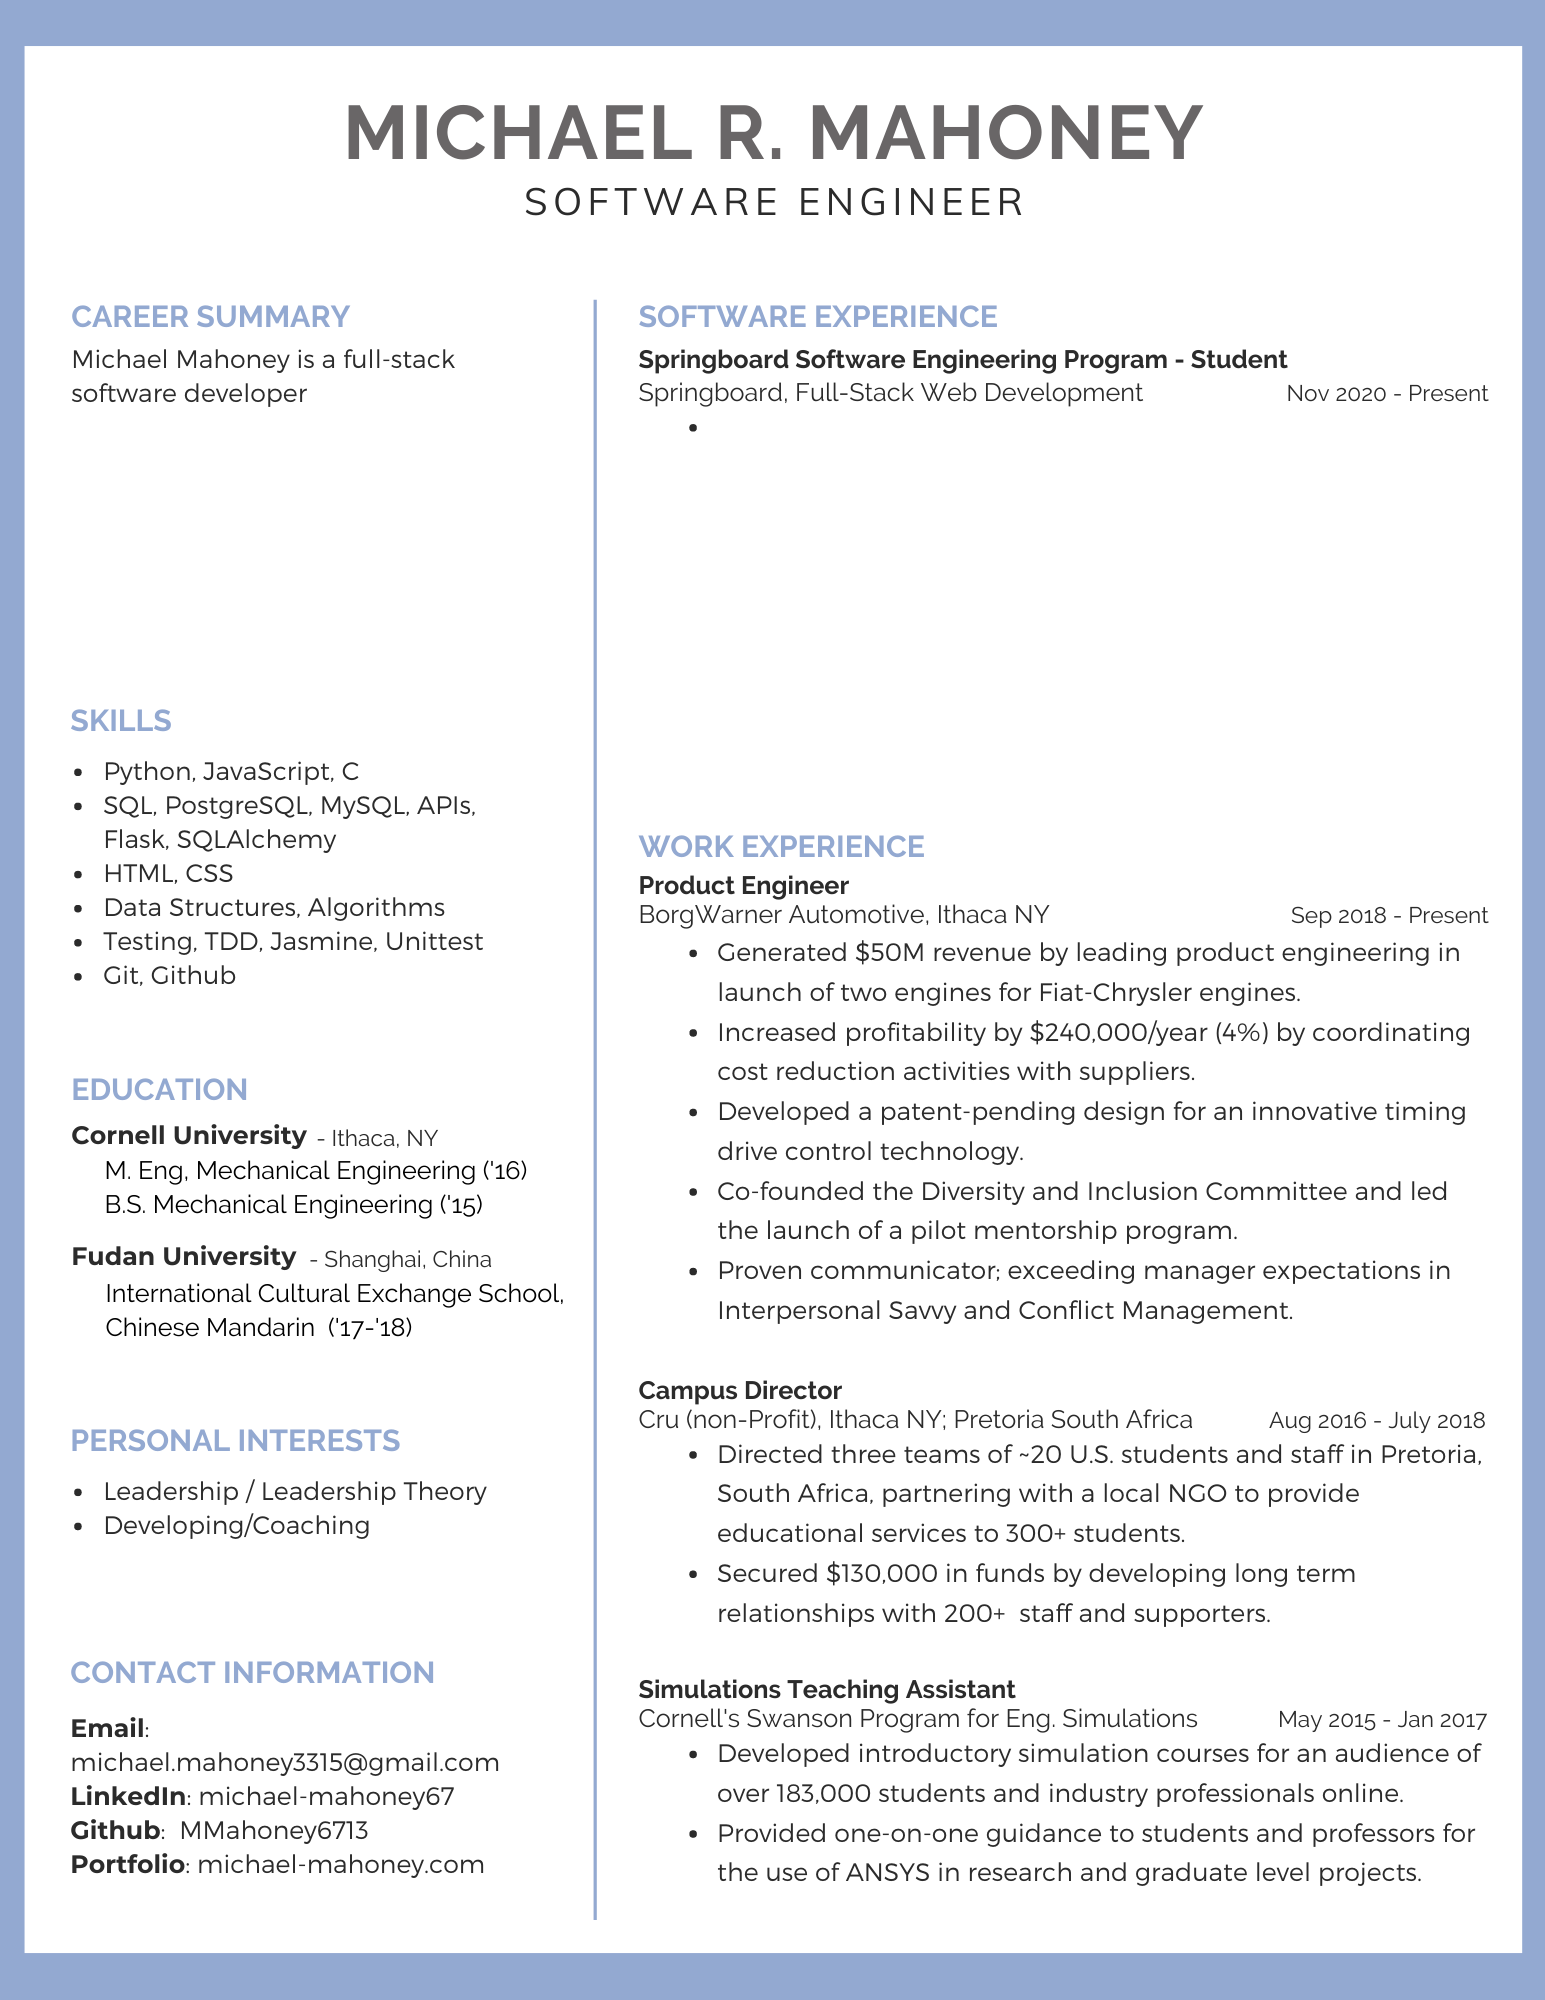 MICHAEL R. MAHONEY
SOFTWARE ENGINEER
CAREER SUMMARY
Michael Mahoney is a full-stack
software developer
SKILLS
• Python, JavaScript, C
• SQL, PostgreSQL, MySQL, APIs,
Flask, SQLAlchemy
• HTML, CSS
• Data Structures, Algorithms
• Testing, TDD, Jasmine, Unittest
• Git, Github
EDUCATION
Cornell University - Ithaca, NY
M. Eng, Mechanical Engineering ('16)
B.S. Mechanical Engineering ('15)
Fudan University - Shanghai, China
International Cultural Exchange School,
Chinese Mandarin ('17-'18)
PERSONAL INTERESTS
• Leadership / Leadership Theory
• Developing/Coaching
CONTACT INFORMATION
Email:
michael.mahoney3315@gmail.com
LinkedIn: michael-mahoney67
Github: MMahoney6713
Portfolio: michael-mahoney.com
SOFTWARE EXPERIENCE
Springboard Software Engineering Program - Student
Springboard, Full-Stack Web Development Nov 2020 - Present
•
WORK EXPERIENCE
Product Engineer
BorgWarner Automotive, Ithaca NY Sep 2018 - Present
• Generated $50M revenue by leading product engineering in
launch of two engines for Fiat-Chrysler engines.
• Increased profitability by $240,000/year (4%) by coordinating
cost reduction activities with suppliers.
• Developed a patent-pending design for an innovative timing
drive control technology.
• Co-founded the Diversity and Inclusion Committee and led
the launch of a pilot mentorship program.
• Proven communicator; exceeding manager expectations in
Interpersonal Savvy and Conflict Management.
Campus Director
Cru (non-Profit), Ithaca NY; Pretoria South Africa Aug 2016 - July 2018
• Directed three teams of ~20 U.S. students and staff in Pretoria,
South Africa, partnering with a local NGO to provide
educational services to 300+ students.
• Secured $130,000 in funds by developing long term
relationships with 200+ staff and supporters.
Simulations Teaching Assistant
Cornell's Swanson Program for Eng. Simulations May 2015 - Jan 2017
• Developed introductory simulation courses for an audience of
over 183,000 students and industry professionals online.
• Provided one-on-one guidance to students and professors for
the use of ANSYS in research and graduate level projects.